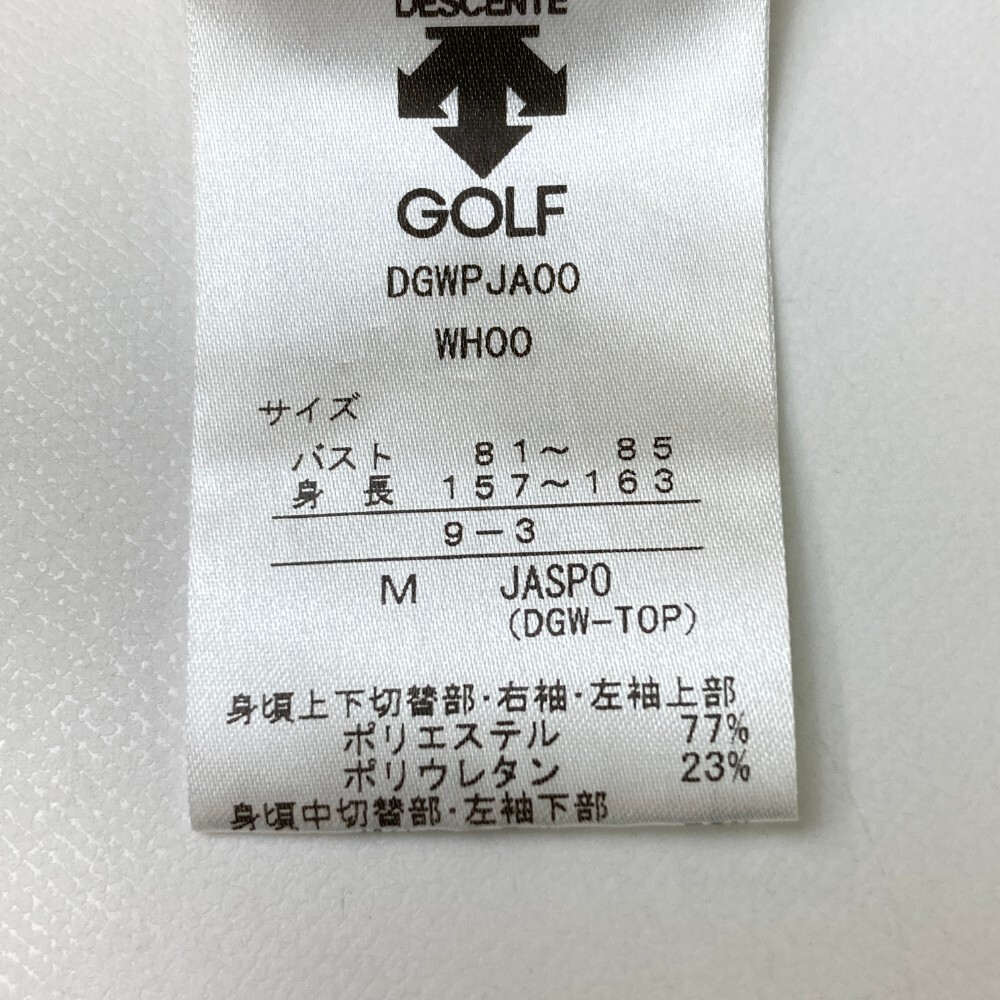 DESCENTE
GOLF
DGWPJA00
WH00
サイズ
バスト 81〜 85
身 長 157〜163
9−3
M JASPO
(DGW−TOP)
身頃上下切替部・右袖・左袖上部
ポリエステル 77%
ポリウレタン 23%
身頃中切替部・左袖下部